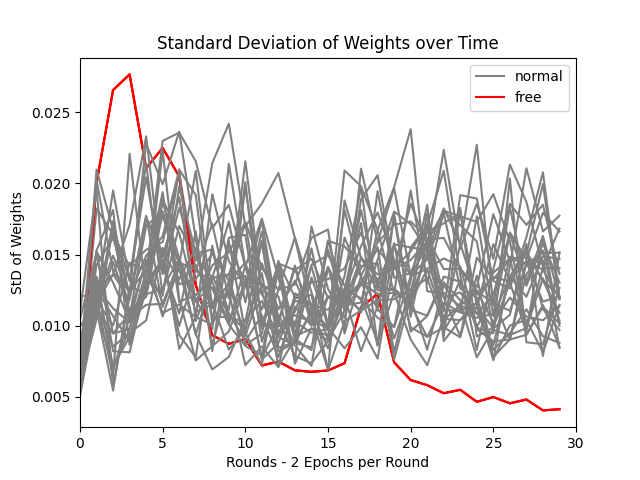 Standard Deviation of Weights over Time
normal
free
0.025
0.020
0.015
0.010
0.005
StD of Weights
0 5 10 15 20 25 30
Rounds - 2 Epochs per Round